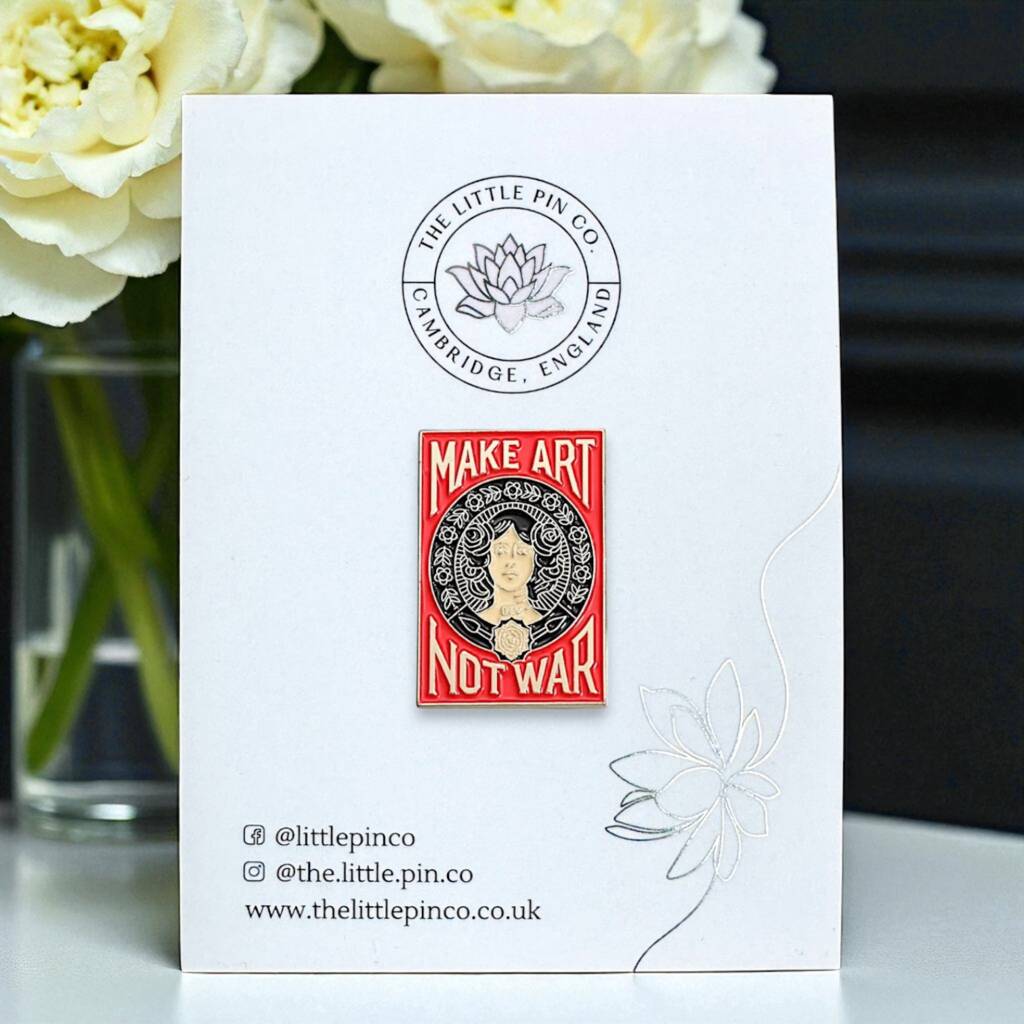 THE LITTLE PIN CO.
CAMBRIDGE, ENGLAND
MAKE ART
NOT WAR
@littlepinco
@the.little.pin.co
www.thelittlepinco.co.uk